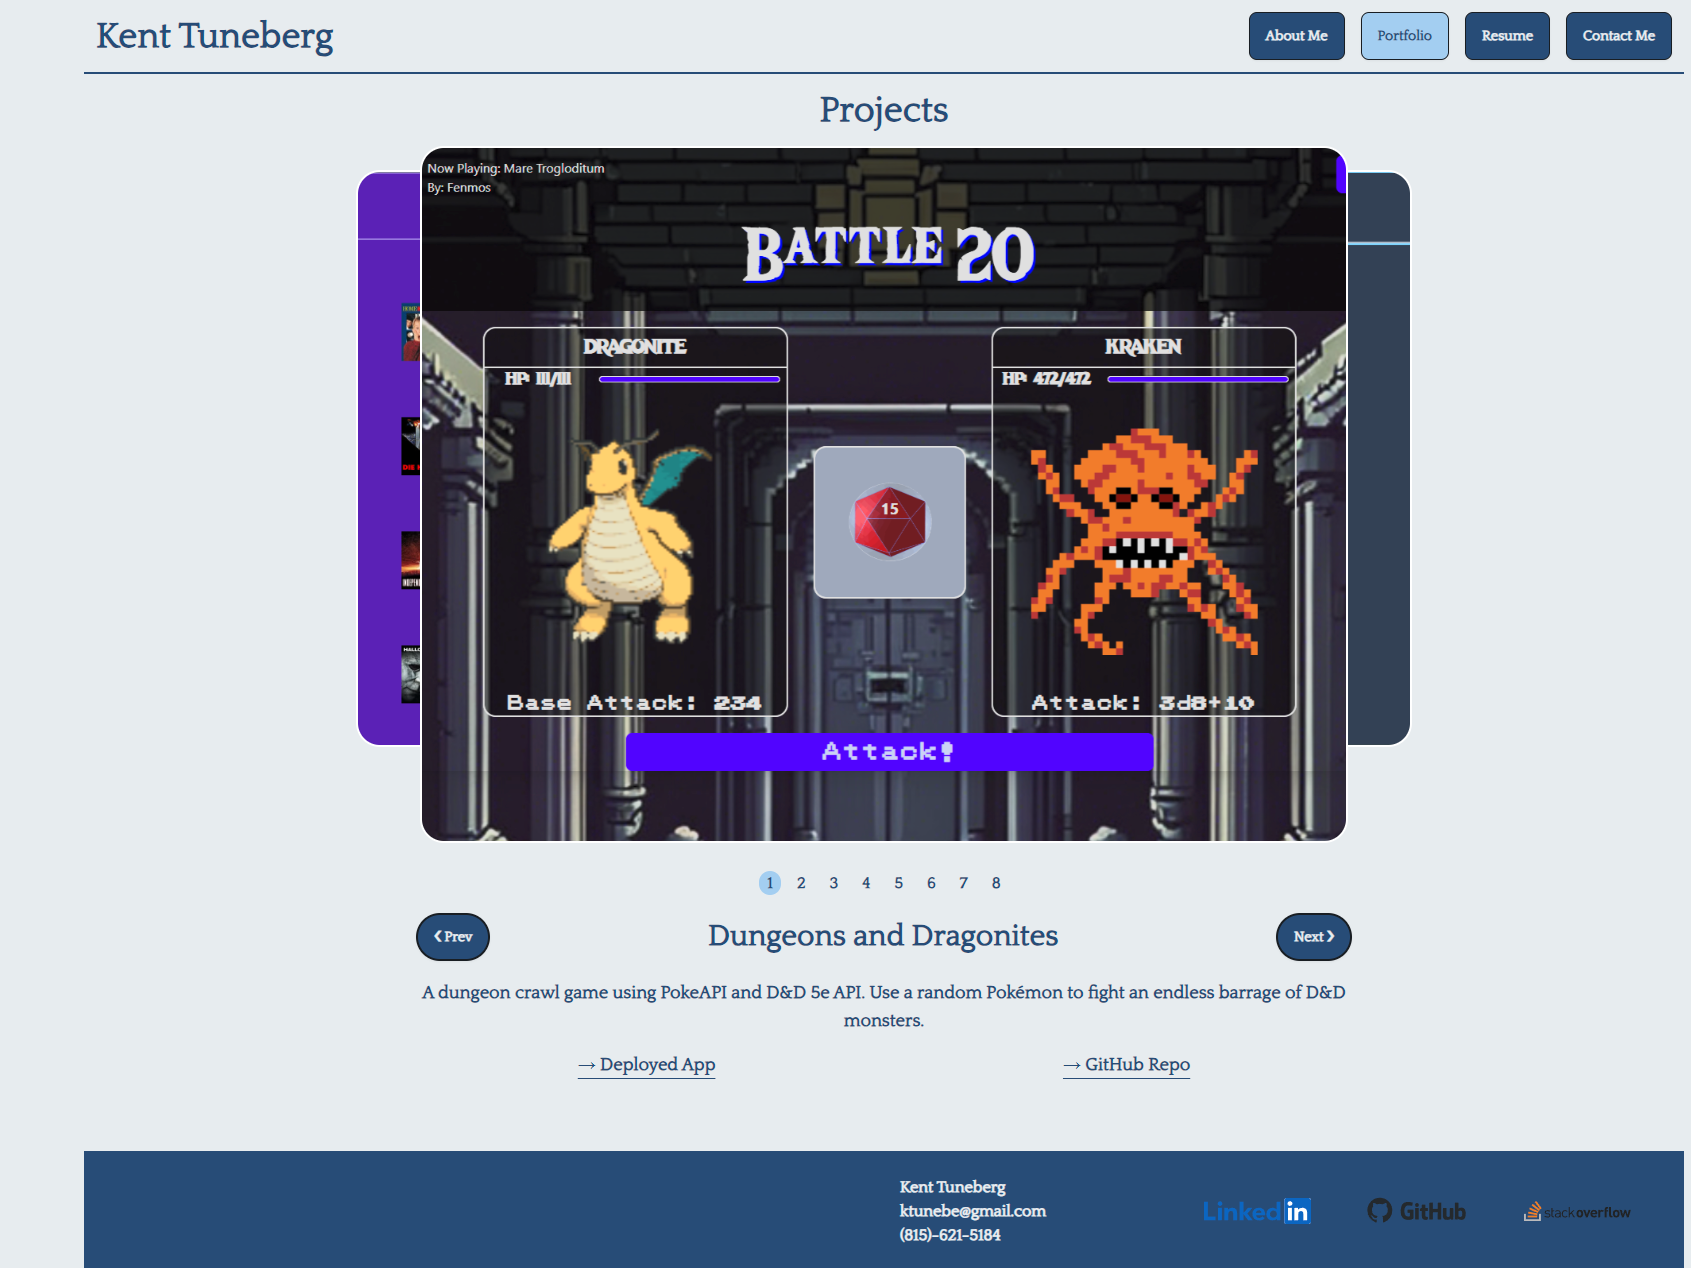 Kent Tuneberg
About Me
Portfolio
Resume
Contact Me
Projects
Now Playing: Mare Trogloditum
By: Fenmos
BATTLE 20
DRAGONITE
HP: 111/111
KRAKEN
HP: 472/472
15
Base Attack: 234
Attack: 3d8+10
Attack!
1 2 3 4 5 6 7 8
❮ Prev
Dungeons and Dragonites
Next ❯
A dungeon crawl game using PokeAPI and D&D 5e API. Use a random Pokémon to fight an endless barrage of D&D
monsters.
→ Deployed App
→ GitHub Repo
Kent Tuneberg
ktunebe@gmail.com
(815)-621-5184
LinkedIn
GitHub
stackoverflow